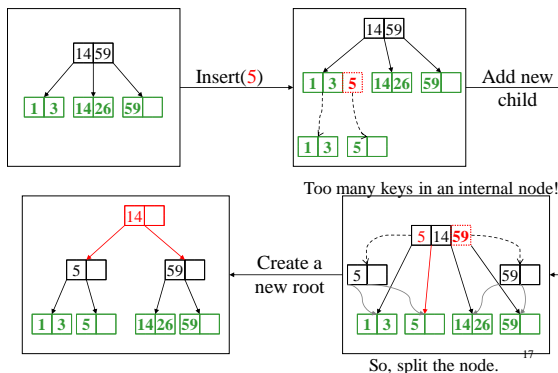 14 59
1 3 14 26 59
Insert(5)
14 59
1 3 5 14 26 59
1 3 5
Add new
child
Too many keys in an internal node!
5 14 59
5 59
1 3 5 14 26 59
So, split the node.
17
Create a
new root
14
5 59
1 3 5 14 26 59